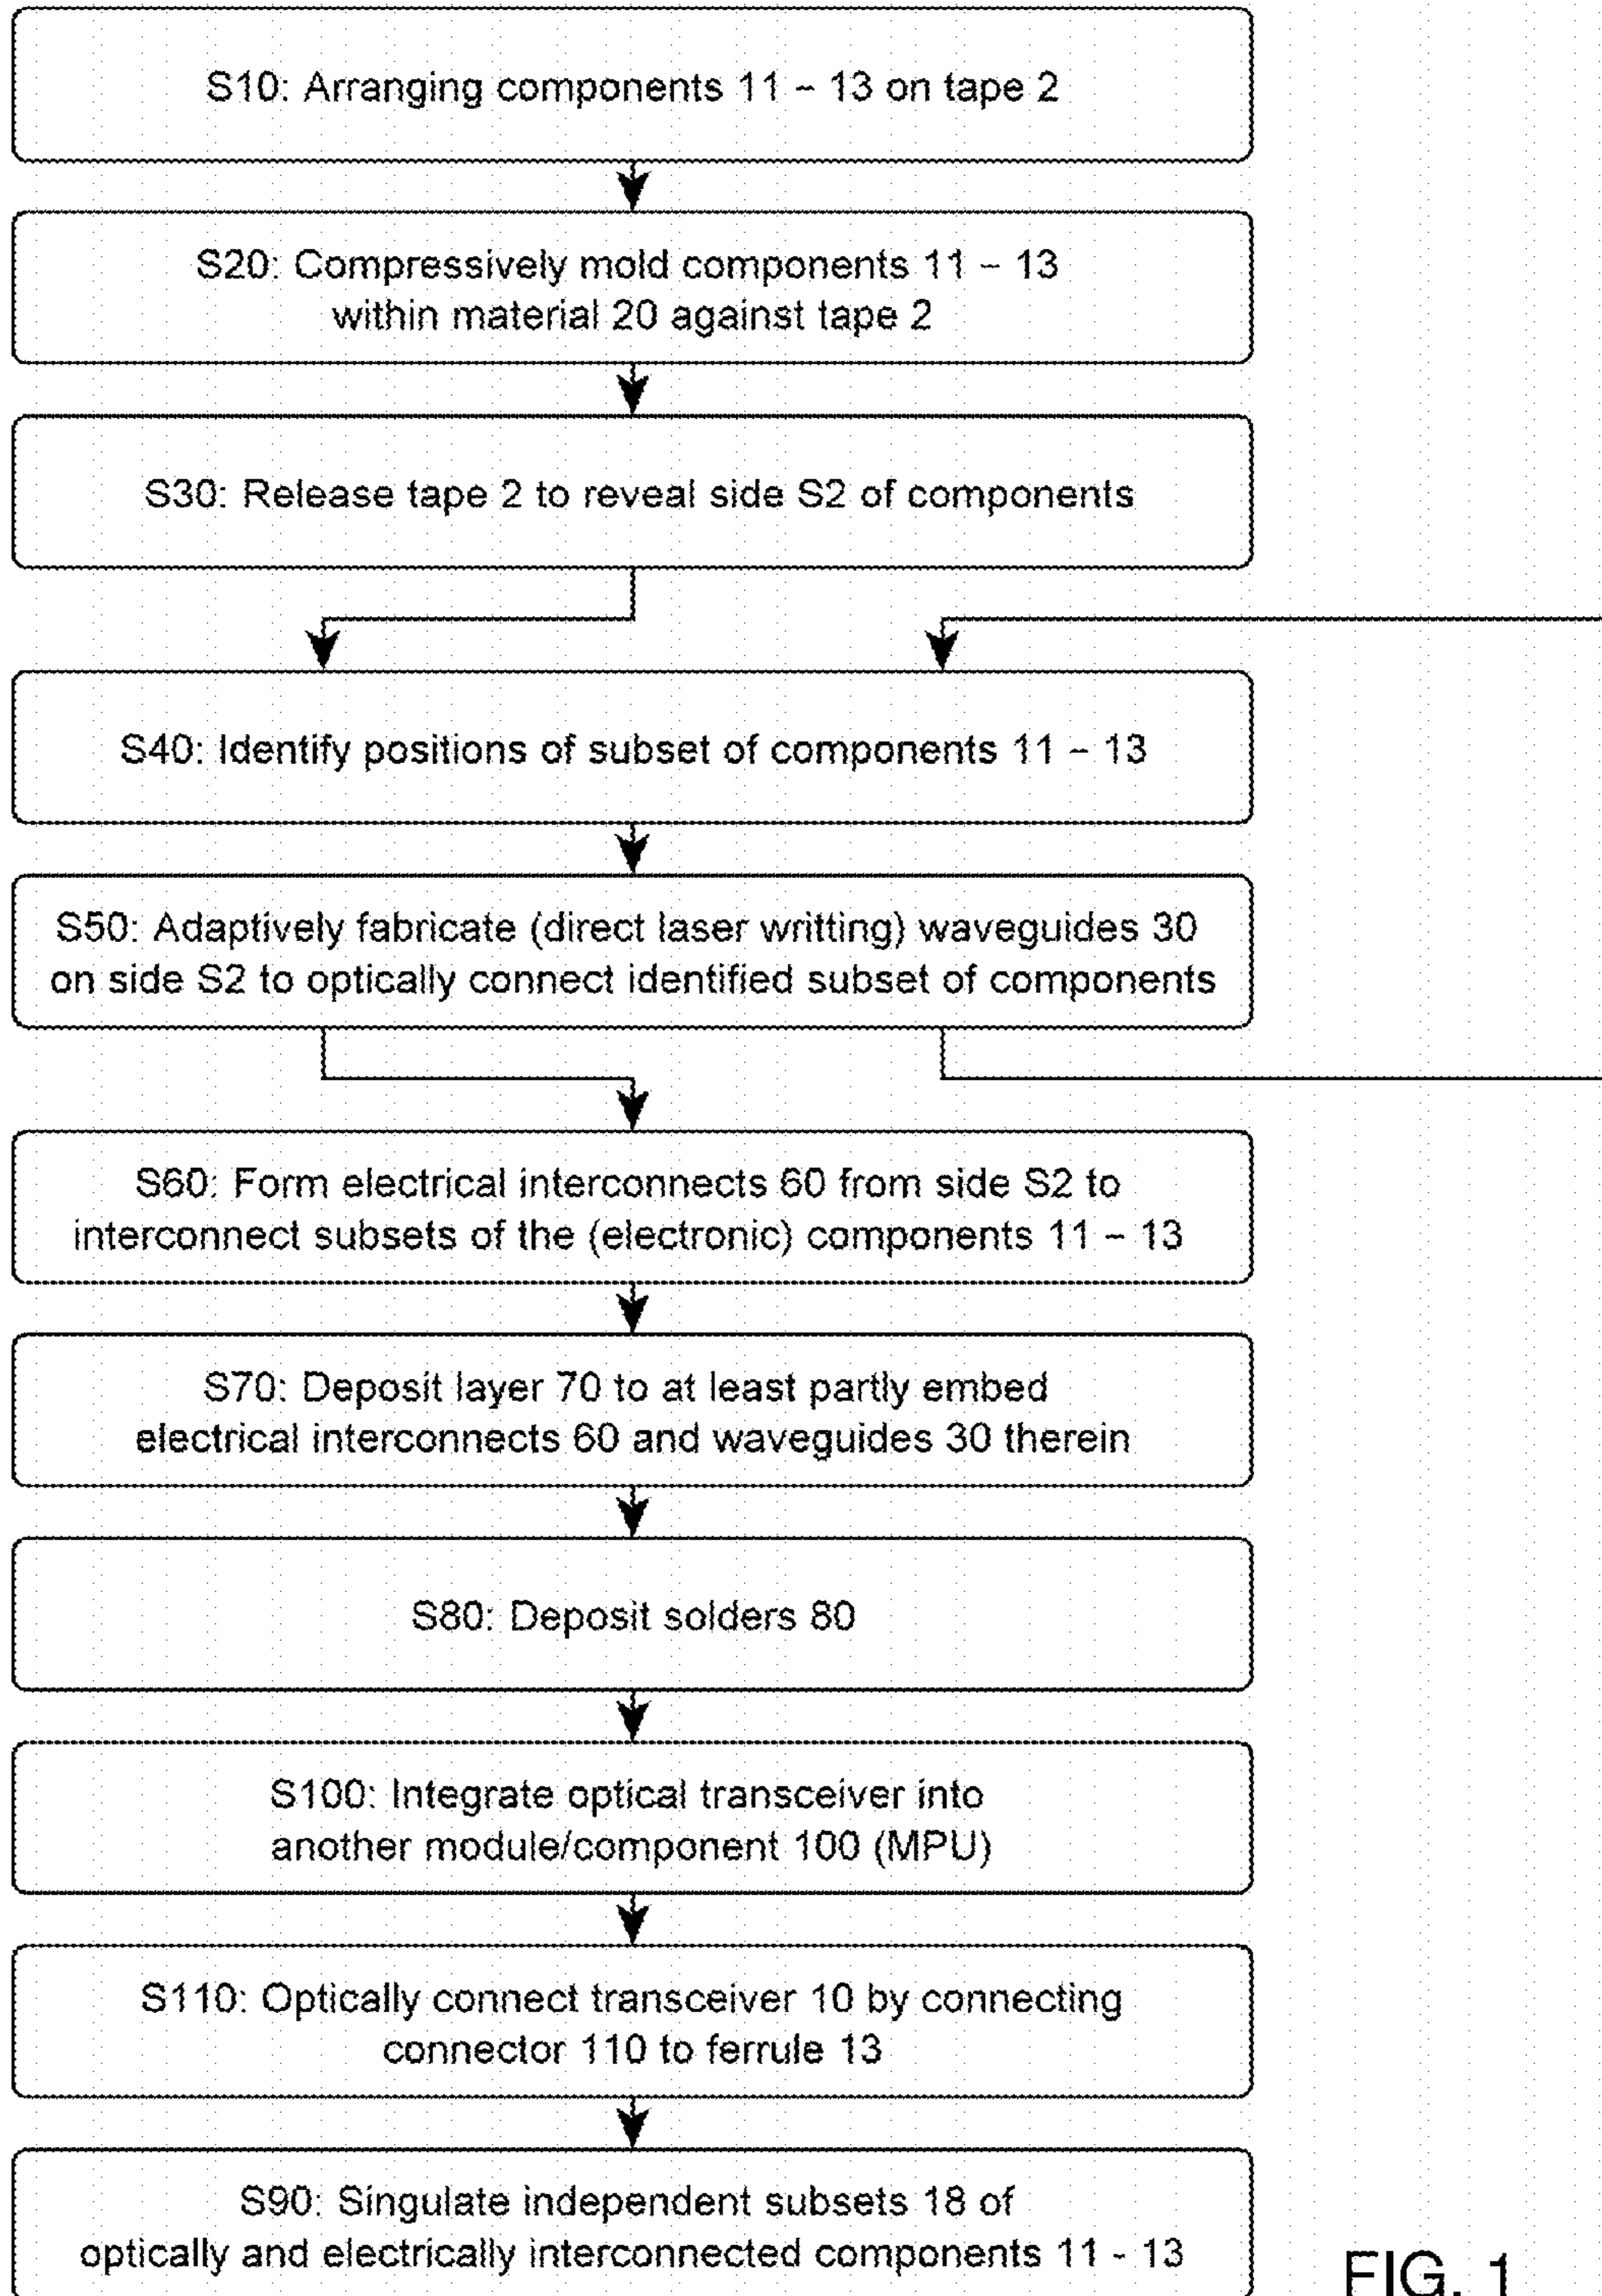 S10: Arranging components 11 – 13 on tape 2
S20: Compressively mold components 11 – 13
within material 20 against tape 2
S30: Release tape 2 to reveal side S2 of components
S40: Identify positions of subset of components 11 – 13
S50: Adaptively fabricate (direct laser writting) waveguides 30
on side S2 to optically connect identified subset of components
S60: Form electrical interconnects 60 from side S2 to
interconnect subsets of the (electronic) components 11 – 13
S70: Deposit layer 70 to at least partly embed
electrical interconnects 60 and waveguides 30 therein
S80: Deposit solders 80
S100: Integrate optical transceiver into
another module/component 100 (MPU)
S110: Optically connect transceiver 10 by connecting
connector 110 to ferrule 13
S90: Singulate independent subsets 18 of
optically and electrically interconnected components 11 - 13
FIG. 1